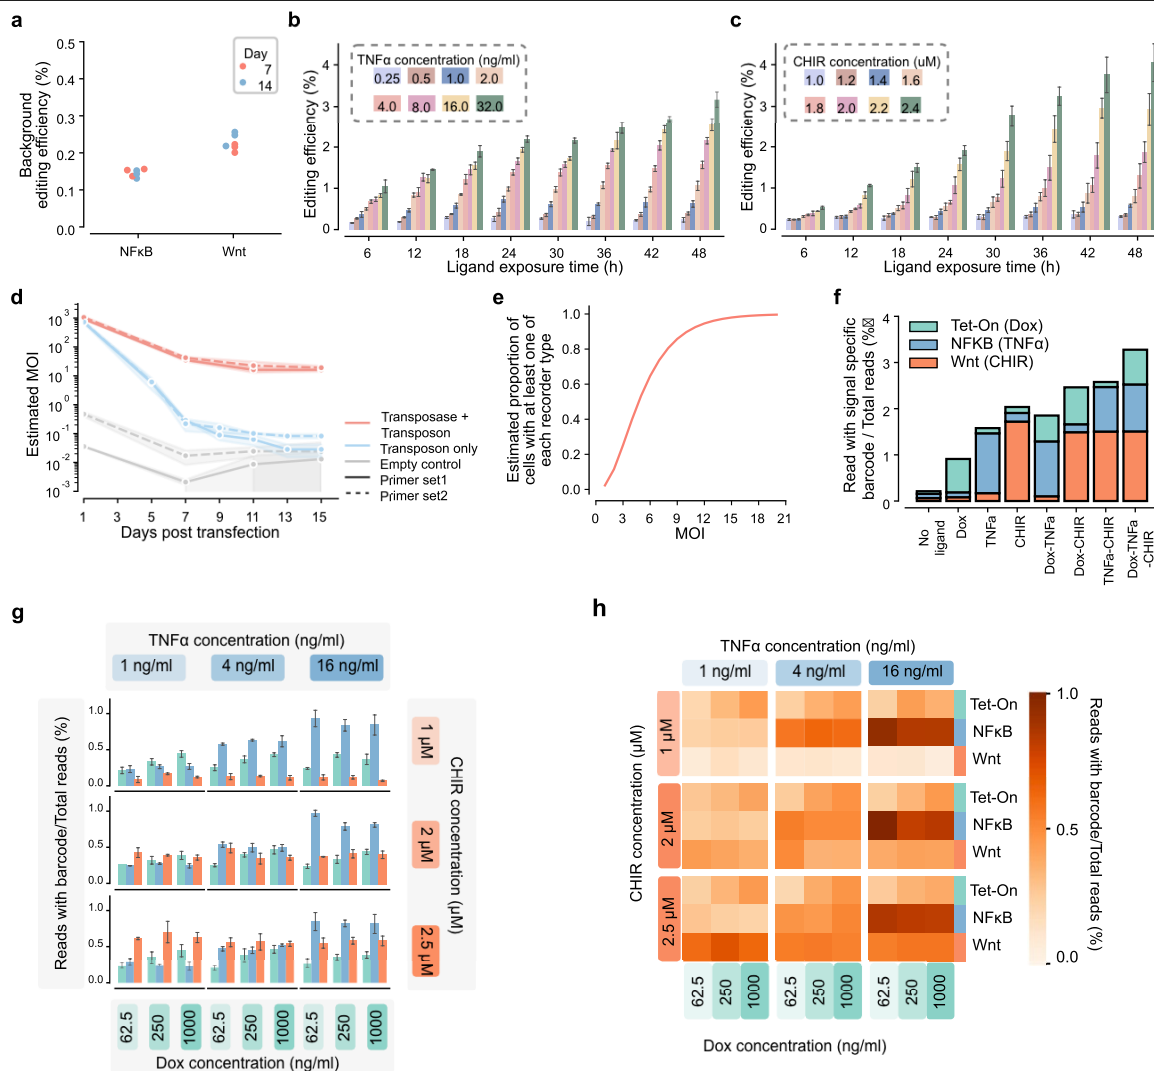 a
Background
editing efficiency (%)
0.5
0.4
0.3
0.2
0.1
0.0
Day
7
14
NFκB
Wnt
b
Editing efficiency (%)
4
3
2
1
0
TNFα concentration (ng/ml)
0.25 0.5 1.0 2.0
4.0 8.0 16.0 32.0
6 12 18 24 30 36 42 48
Ligand exposure time (h)
c
Editing efficiency (%)
4
3
2
1
0
CHIR concentration (uM)
1.0 1.2 1.4 1.6
1.8 2.0 2.2 2.4
6 12 18 24 30 36 42 48
Ligand exposure time (h)
d
Estimated MOI
10^3
10^2
10^1
10^0
10^-1
10^-2
10^-3
1 3 5 7 9 11 13 15
Days post transfection
Transposase +
Transposon
Transposon only
Empty control
Primer set1
Primer set2
e
Estimated proportion of
cells with at least one of
each recorder type
1.0
0.8
0.6
0.4
0.2
0.0
0 3 6 9 12 15 18 21
MOI
f
Read with signal specific
barcode / Total reads (%
4
3
2
1
0
Tet-On (Dox)
NFKB (TNFα)
Wnt (CHIR)
No
ligand
Dox
TNFa
CHIR
Dox-TNFa
Dox-CHIR
TNFa-CHIR
Dox-TNFa
-CHIR
g
TNFα concentration (ng/ml)
1 ng/ml 4 ng/ml 16 ng/ml
Reads with barcode/Total reads (%)
1.0
0.5
0.0
1.0
0.5
0.0
1.0
0.5
0.0
1 μM
2 μM
2.5 μM
CHIR concentration (μM)
62.5 250 1000 62.5 250 1000 62.5 250 1000
Dox concentration (ng/ml)
h
TNFα concentration (ng/ml)
1 ng/ml 4 ng/ml 16 ng/ml
CHIR concentration (μM)
1 μM
2 μM
2.5 μM
Tet-On
NFκB
Wnt
Tet-On
NFκB
Wnt
Tet-On
NFκB
Wnt
62.5 250 1000 62.5 250 1000 62.5 250 1000
Dox concentration (ng/ml)
1.0
0.5
0.0
Reads with barcode/Total reads (%)